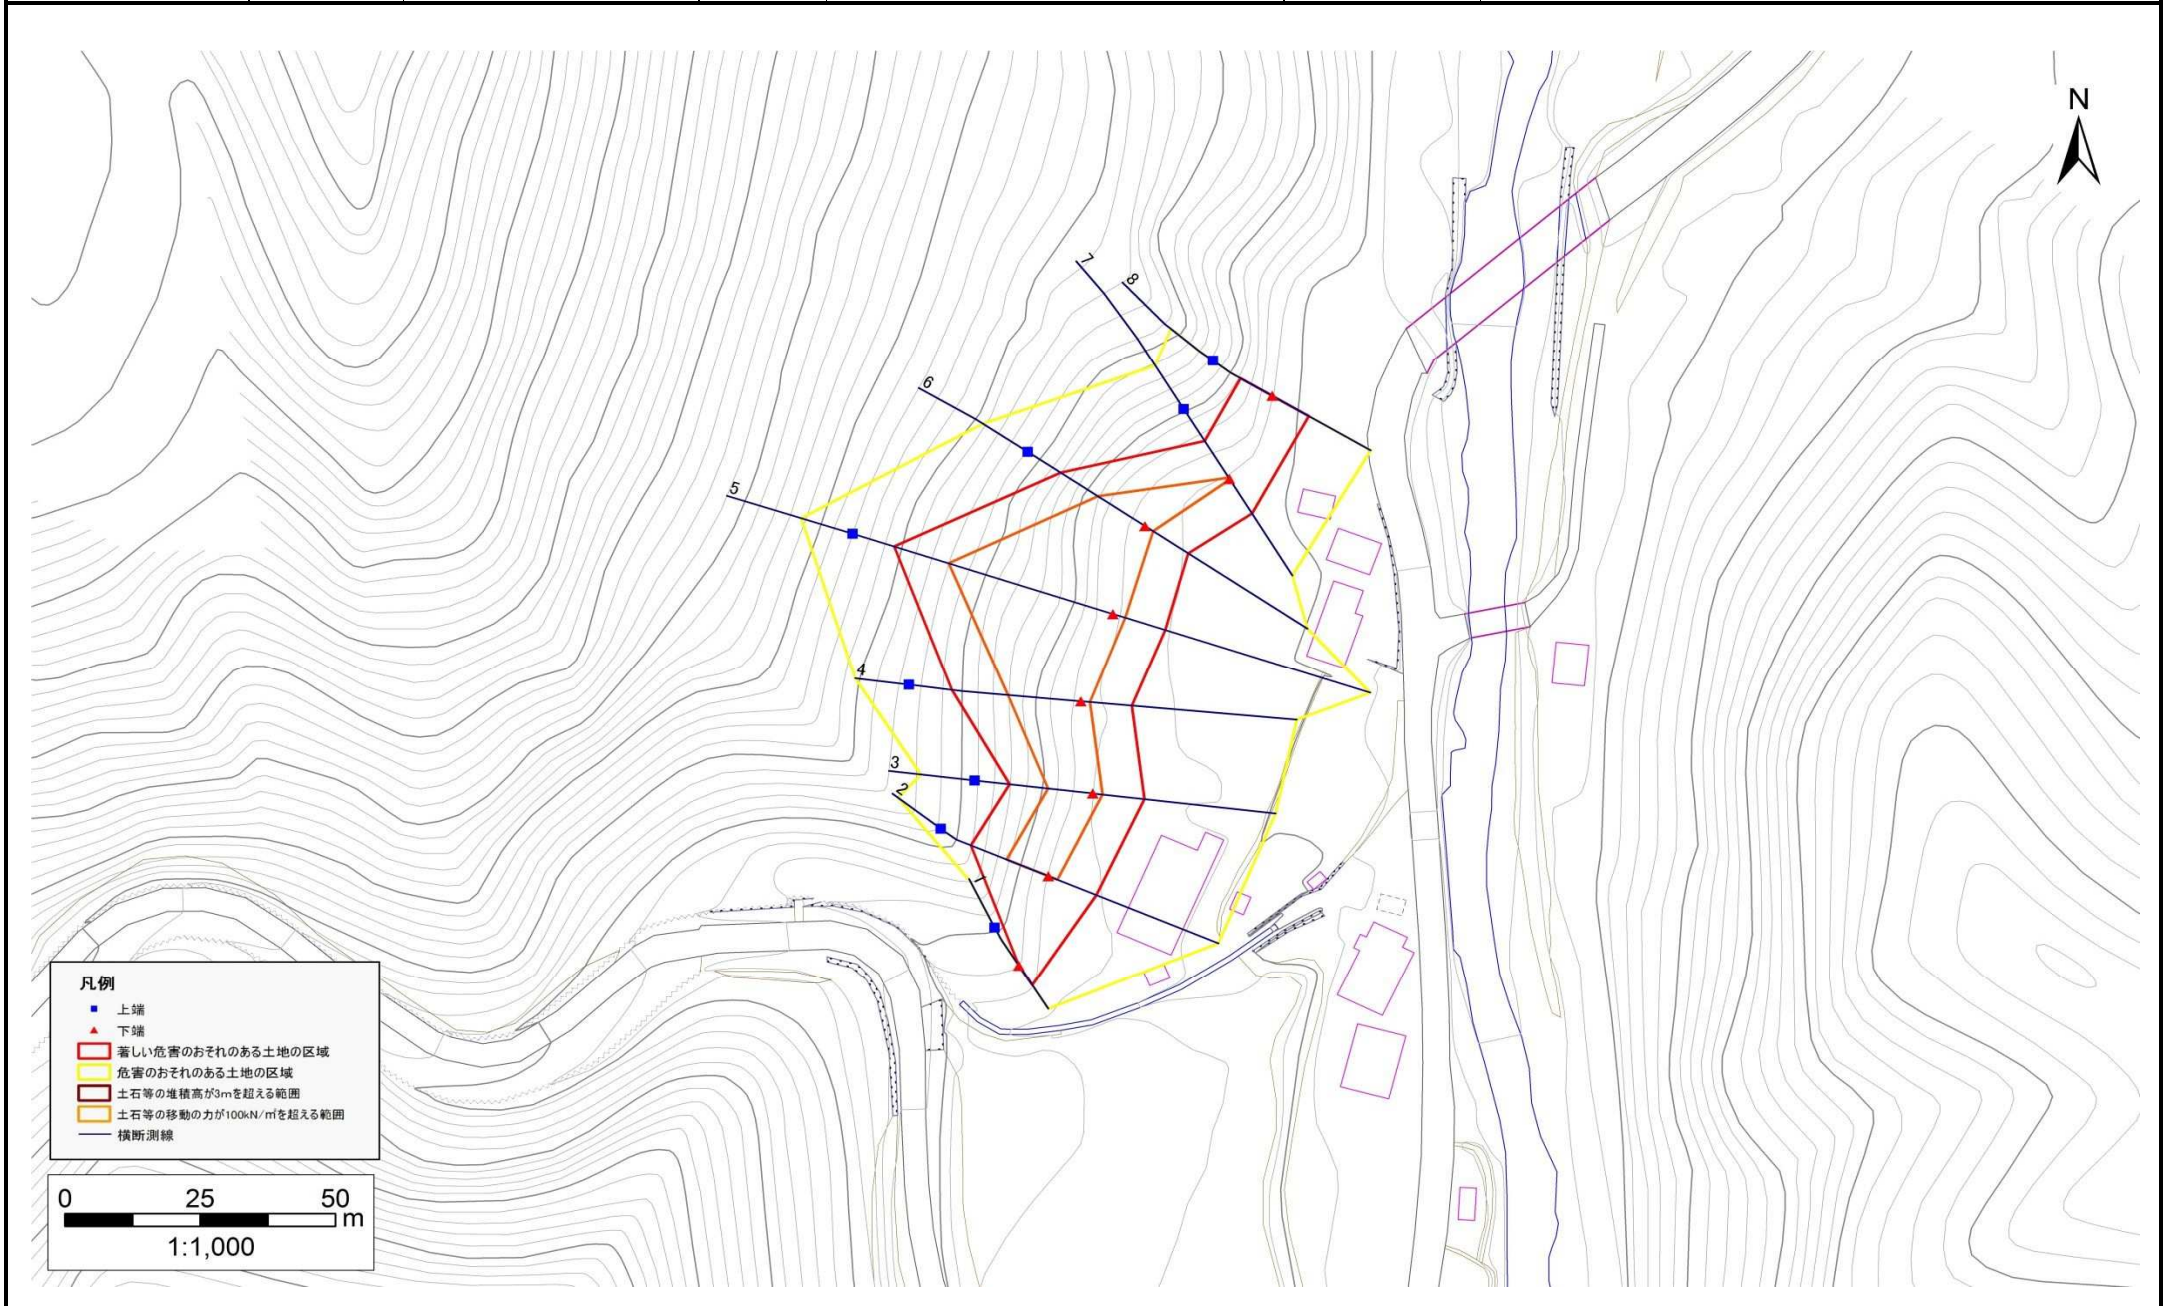 N
7
8
6
5
4
3
2
1
凡例
上端
下端
著しい危害のおそれのある土地の区域
危害のおそれのある土地の区域
土石等の堆積高が3mを超える範囲
土石等の移動の力が100kN/㎡を超える範囲
横断測線
0 25 50
m
1:1,000